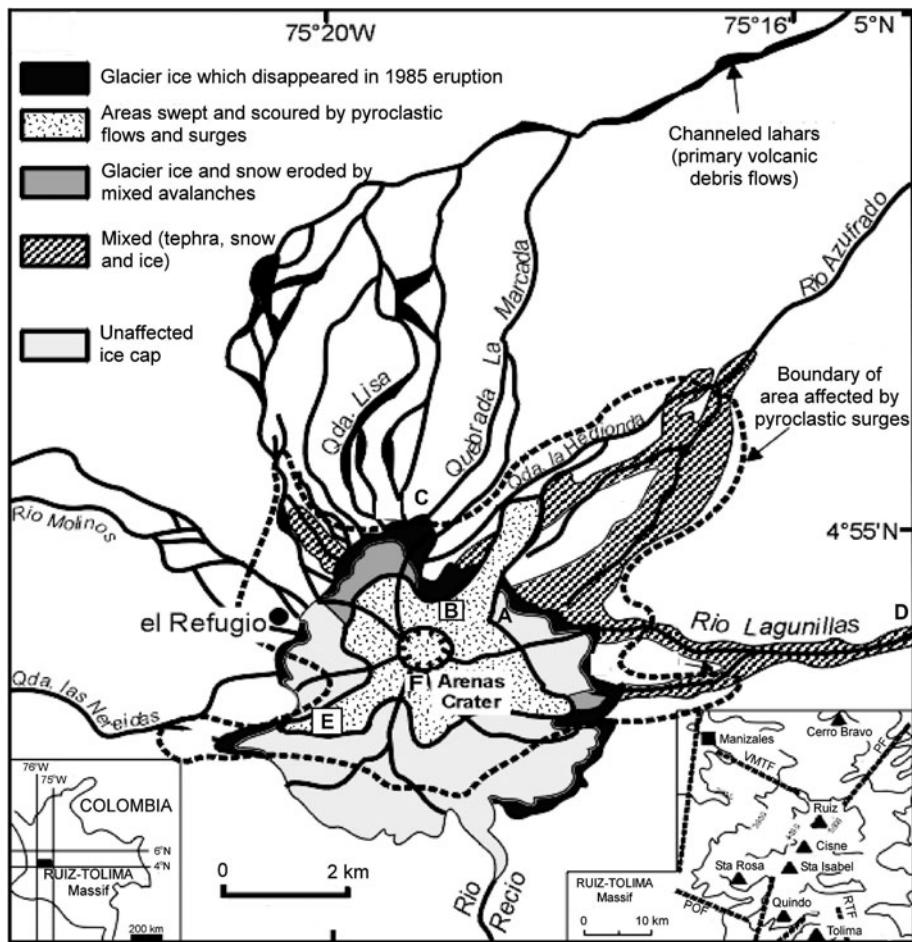 75°20'W
75°16'
5°N
Glacier ice which disappeared in 1985 eruption
Areas swept and scoured by pyroclastic
flows and surges
Glacier ice and snow eroded by
mixed avalanches
Mixed (tephra, snow
and ice)
Unaffected
ice cap
Channeled lahars
(primary volcanic
debris flows)
Rio Azufrado
Quebrada La Marcada
Qda. Lisa
Qda. la Hedionda
Boundary of
area affected by
pyroclastic surges
Rio Molinos
C
4°55'N
el Refugio
B
A
D
Rio Lagunillas
Qda. las Nereidas
F
Arenas
Crater
E
0
2 km
Rio
Recio
76°W
75°W
COLOMBIA
6°N
4°N
RUIZ-TOLIMA
Massif
200 km
Manizales
Cerro Bravo
VMTF
PF
Ruiz
Cisne
Sta Rosa
Sta Isabel
POF
Quindo
RTF
Tolima
RUIZ-TOLIMA
Massif
0
10 km